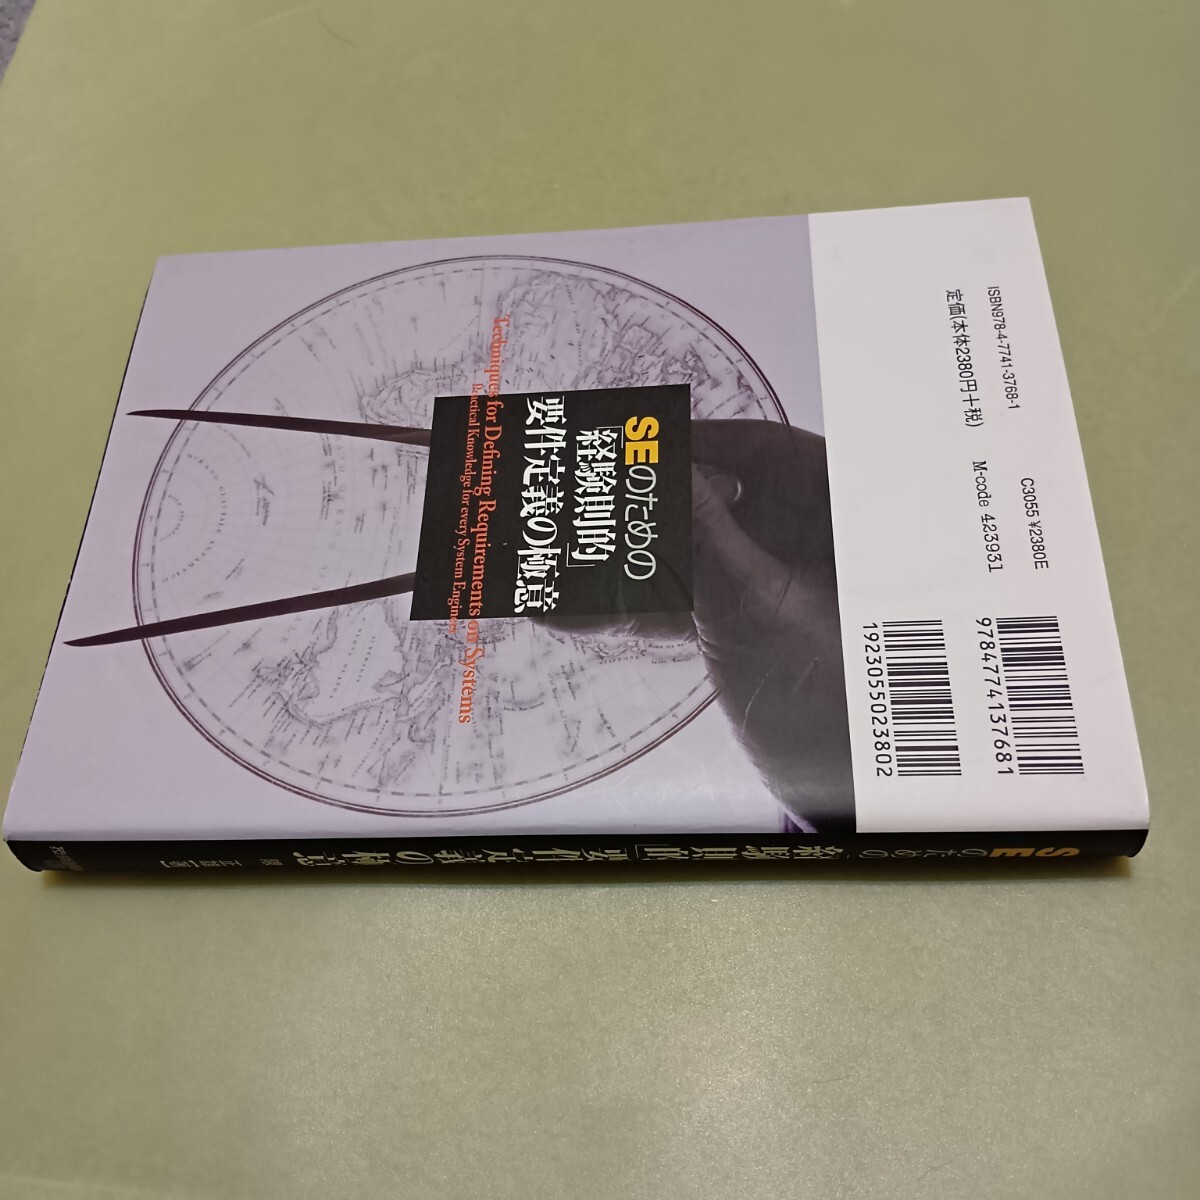 ISBN978-4-7741-3768-1
C3055 ¥2380E
定価(本体2380円+税)
M-code 423931
9784774137681
1923055023802
SEのための
「経験則的」
要件定義の極意
Techniques for Defining Requirements on Systems
Practical Knowledge for every System Engineer
SEのための「経験則的」要件定義の極意
正雄[著]